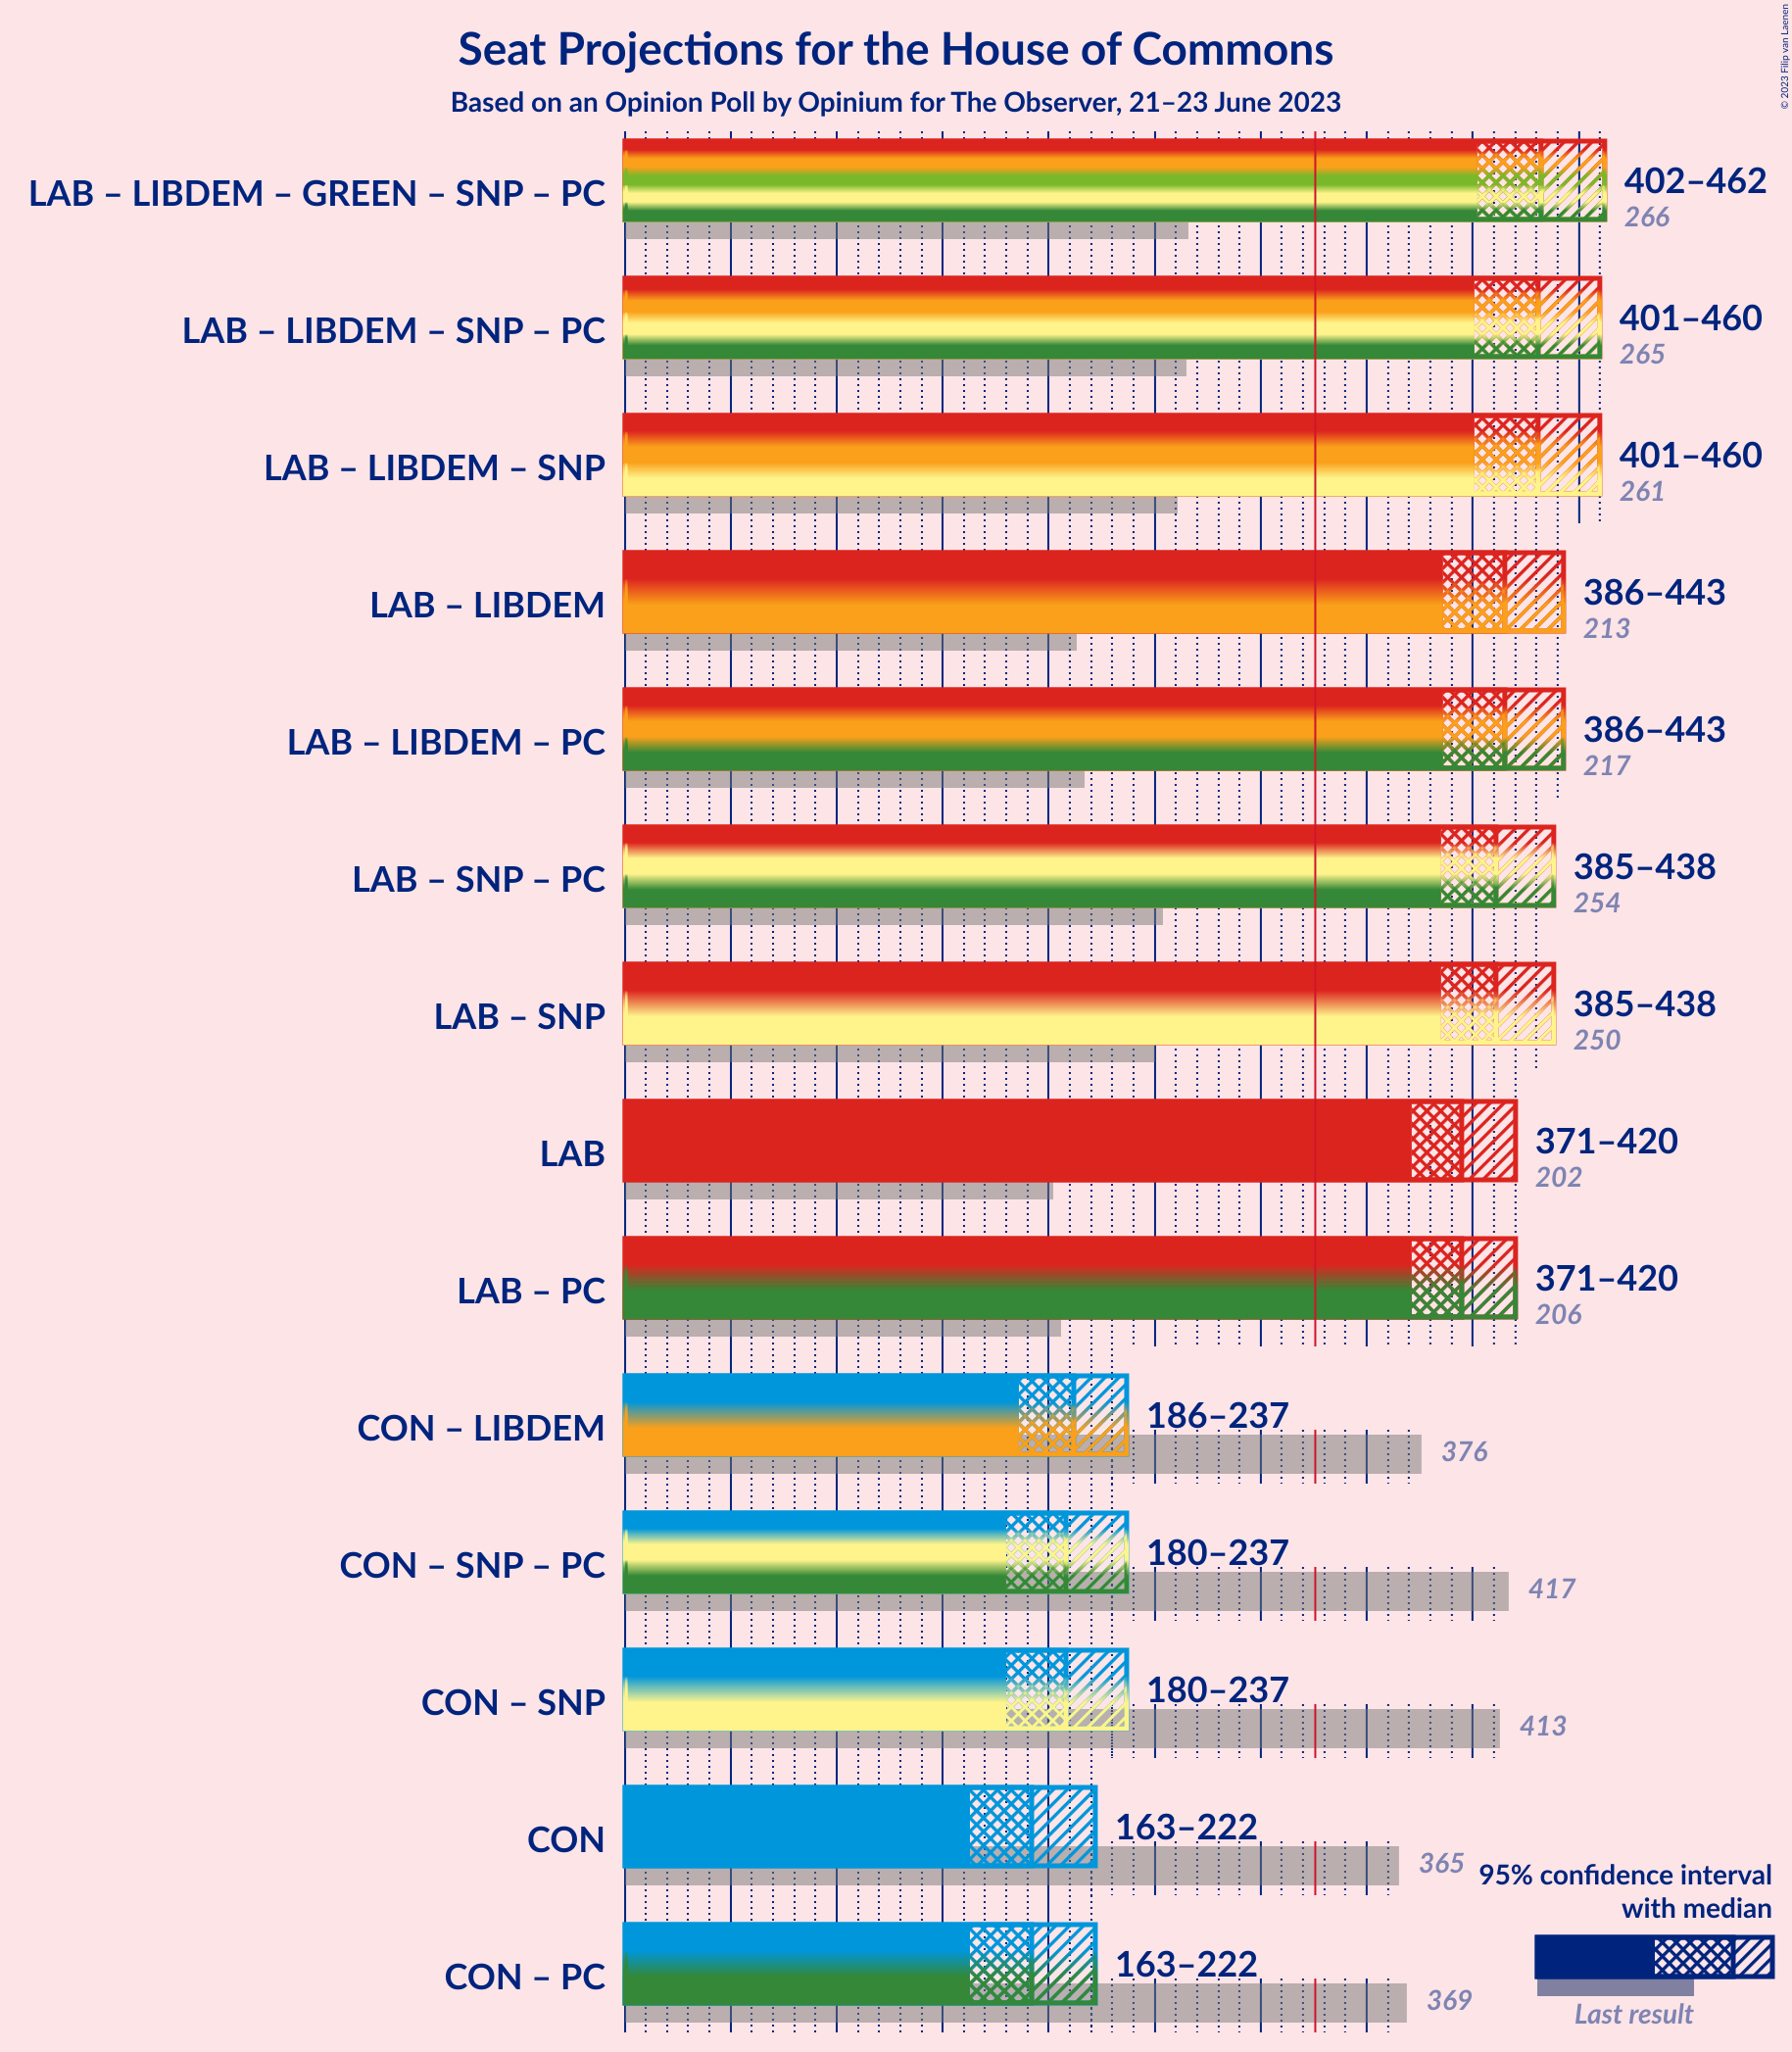 Seat Projections for the House of Commons
Based on an Opinion Poll by Opinium for The Observer, 21–23 June 2023
© 2023 Filip van Laenen
LAB – LIBDEM – GREEN – SNP – PC
402–462
266
LAB – LIBDEM – SNP – PC
401–460
265
LAB – LIBDEM – SNP
401–460
261
LAB – LIBDEM
386–443
213
LAB – LIBDEM – PC
386–443
217
LAB – SNP – PC
385–438
254
LAB – SNP
385–438
250
LAB
371–420
202
LAB – PC
371–420
206
CON – LIBDEM
186–237
376
CON – SNP – PC
180–237
417
CON – SNP
180–237
413
CON
163–222
365
CON – PC
163–222
369
95% confidence interval
with median
Last result